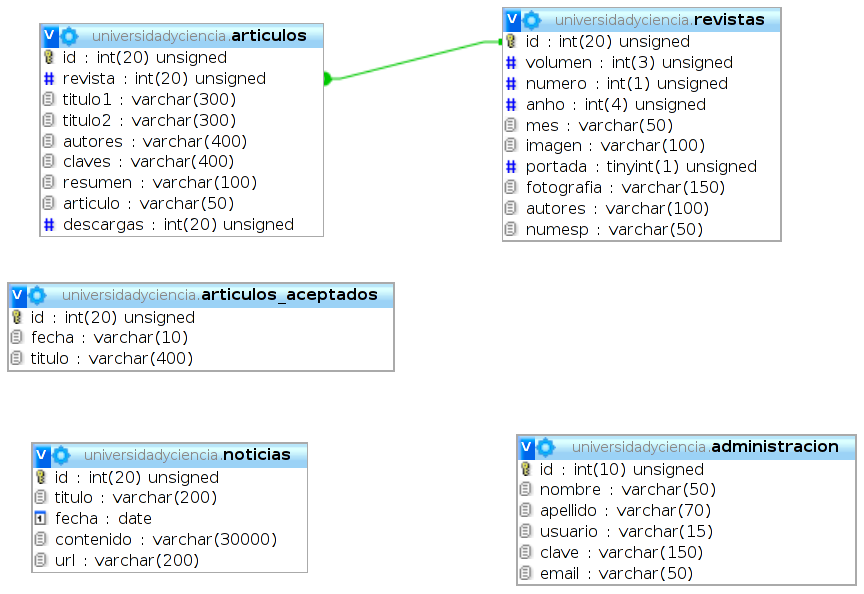 universidadyciencia.articulos
id : int(20) unsigned
revista : int(20) unsigned
titulo1 : varchar(300)
titulo2 : varchar(300)
autores : varchar(400)
claves : varchar(400)
resumen : varchar(100)
articulo : varchar(50)
descargas : int(20) unsigned
universidadyciencia.revistas
id : int(20) unsigned
volumen : int(3) unsigned
numero : int(1) unsigned
anho : int(4) unsigned
mes : varchar(50)
imagen : varchar(100)
portada : tinyint(1) unsigned
fotografia : varchar(150)
autores : varchar(100)
numesp : varchar(50)
universidadyciencia.articulos_aceptados
id : int(20) unsigned
fecha : varchar(10)
titulo : varchar(400)
universidadyciencia.noticias
id : int(20) unsigned
titulo : varchar(200)
fecha : date
contenido : varchar(30000)
url : varchar(200)
universidadyciencia.administracion
id : int(10) unsigned
nombre : varchar(50)
apellido : varchar(70)
usuario : varchar(15)
clave : varchar(150)
email : varchar(50)